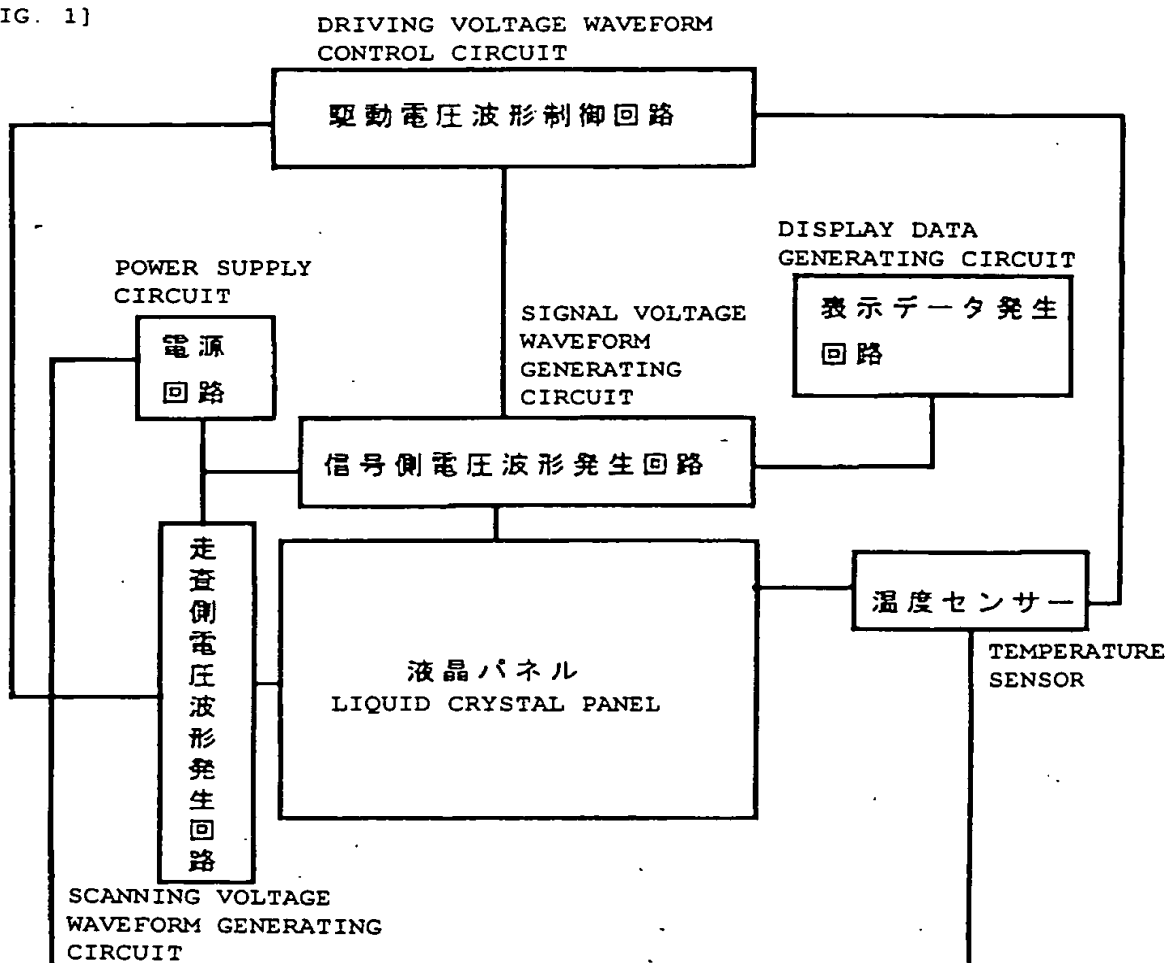 IG. 1]
DRIVING VOLTAGE WAVEFORM
CONTROL CIRCUIT
駆動電圧波形制御回路
DISPLAY DATA
GENERATING CIRCUIT
表示データ発生
回路
POWER SUPPLY
CIRCUIT
電源
回路
SIGNAL VOLTAGE
WAVEFORM
GENERATING
CIRCUIT
信号側電圧波形発生回路
走査側電圧波形発生回路
液晶パネル
LIQUID CRYSTAL PANEL
温度センサー
TEMPERATURE
SENSOR
SCANNING VOLTAGE
WAVEFORM GENERATING
CIRCUIT